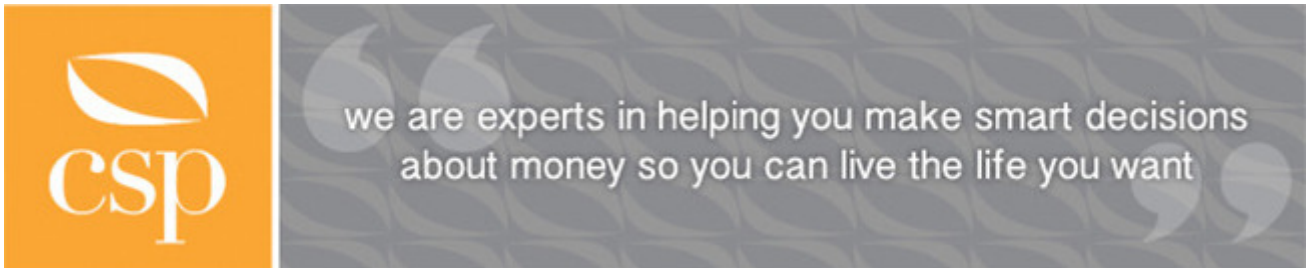 csp
we are experts in helping you make smart decisions
about money so you can live the life you want